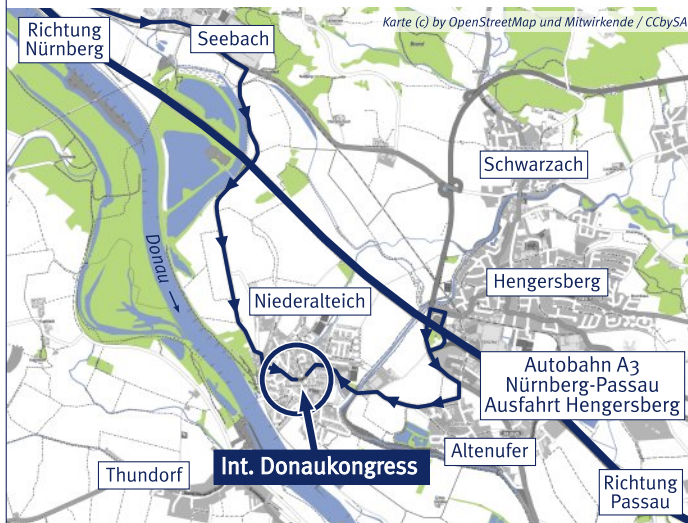 Karte (c) by OpenStreetMap und Mitwirkende / CCbySA
Richtung
Nürnberg
Seebach
Schwarzach
Donau
Hengersberg
Niederalteich
Autobahn A3
Nürnberg-Passau
Ausfahrt Hengersberg
Int. Donaukongress
Altenufer
Thundorf
Richtung
Passau